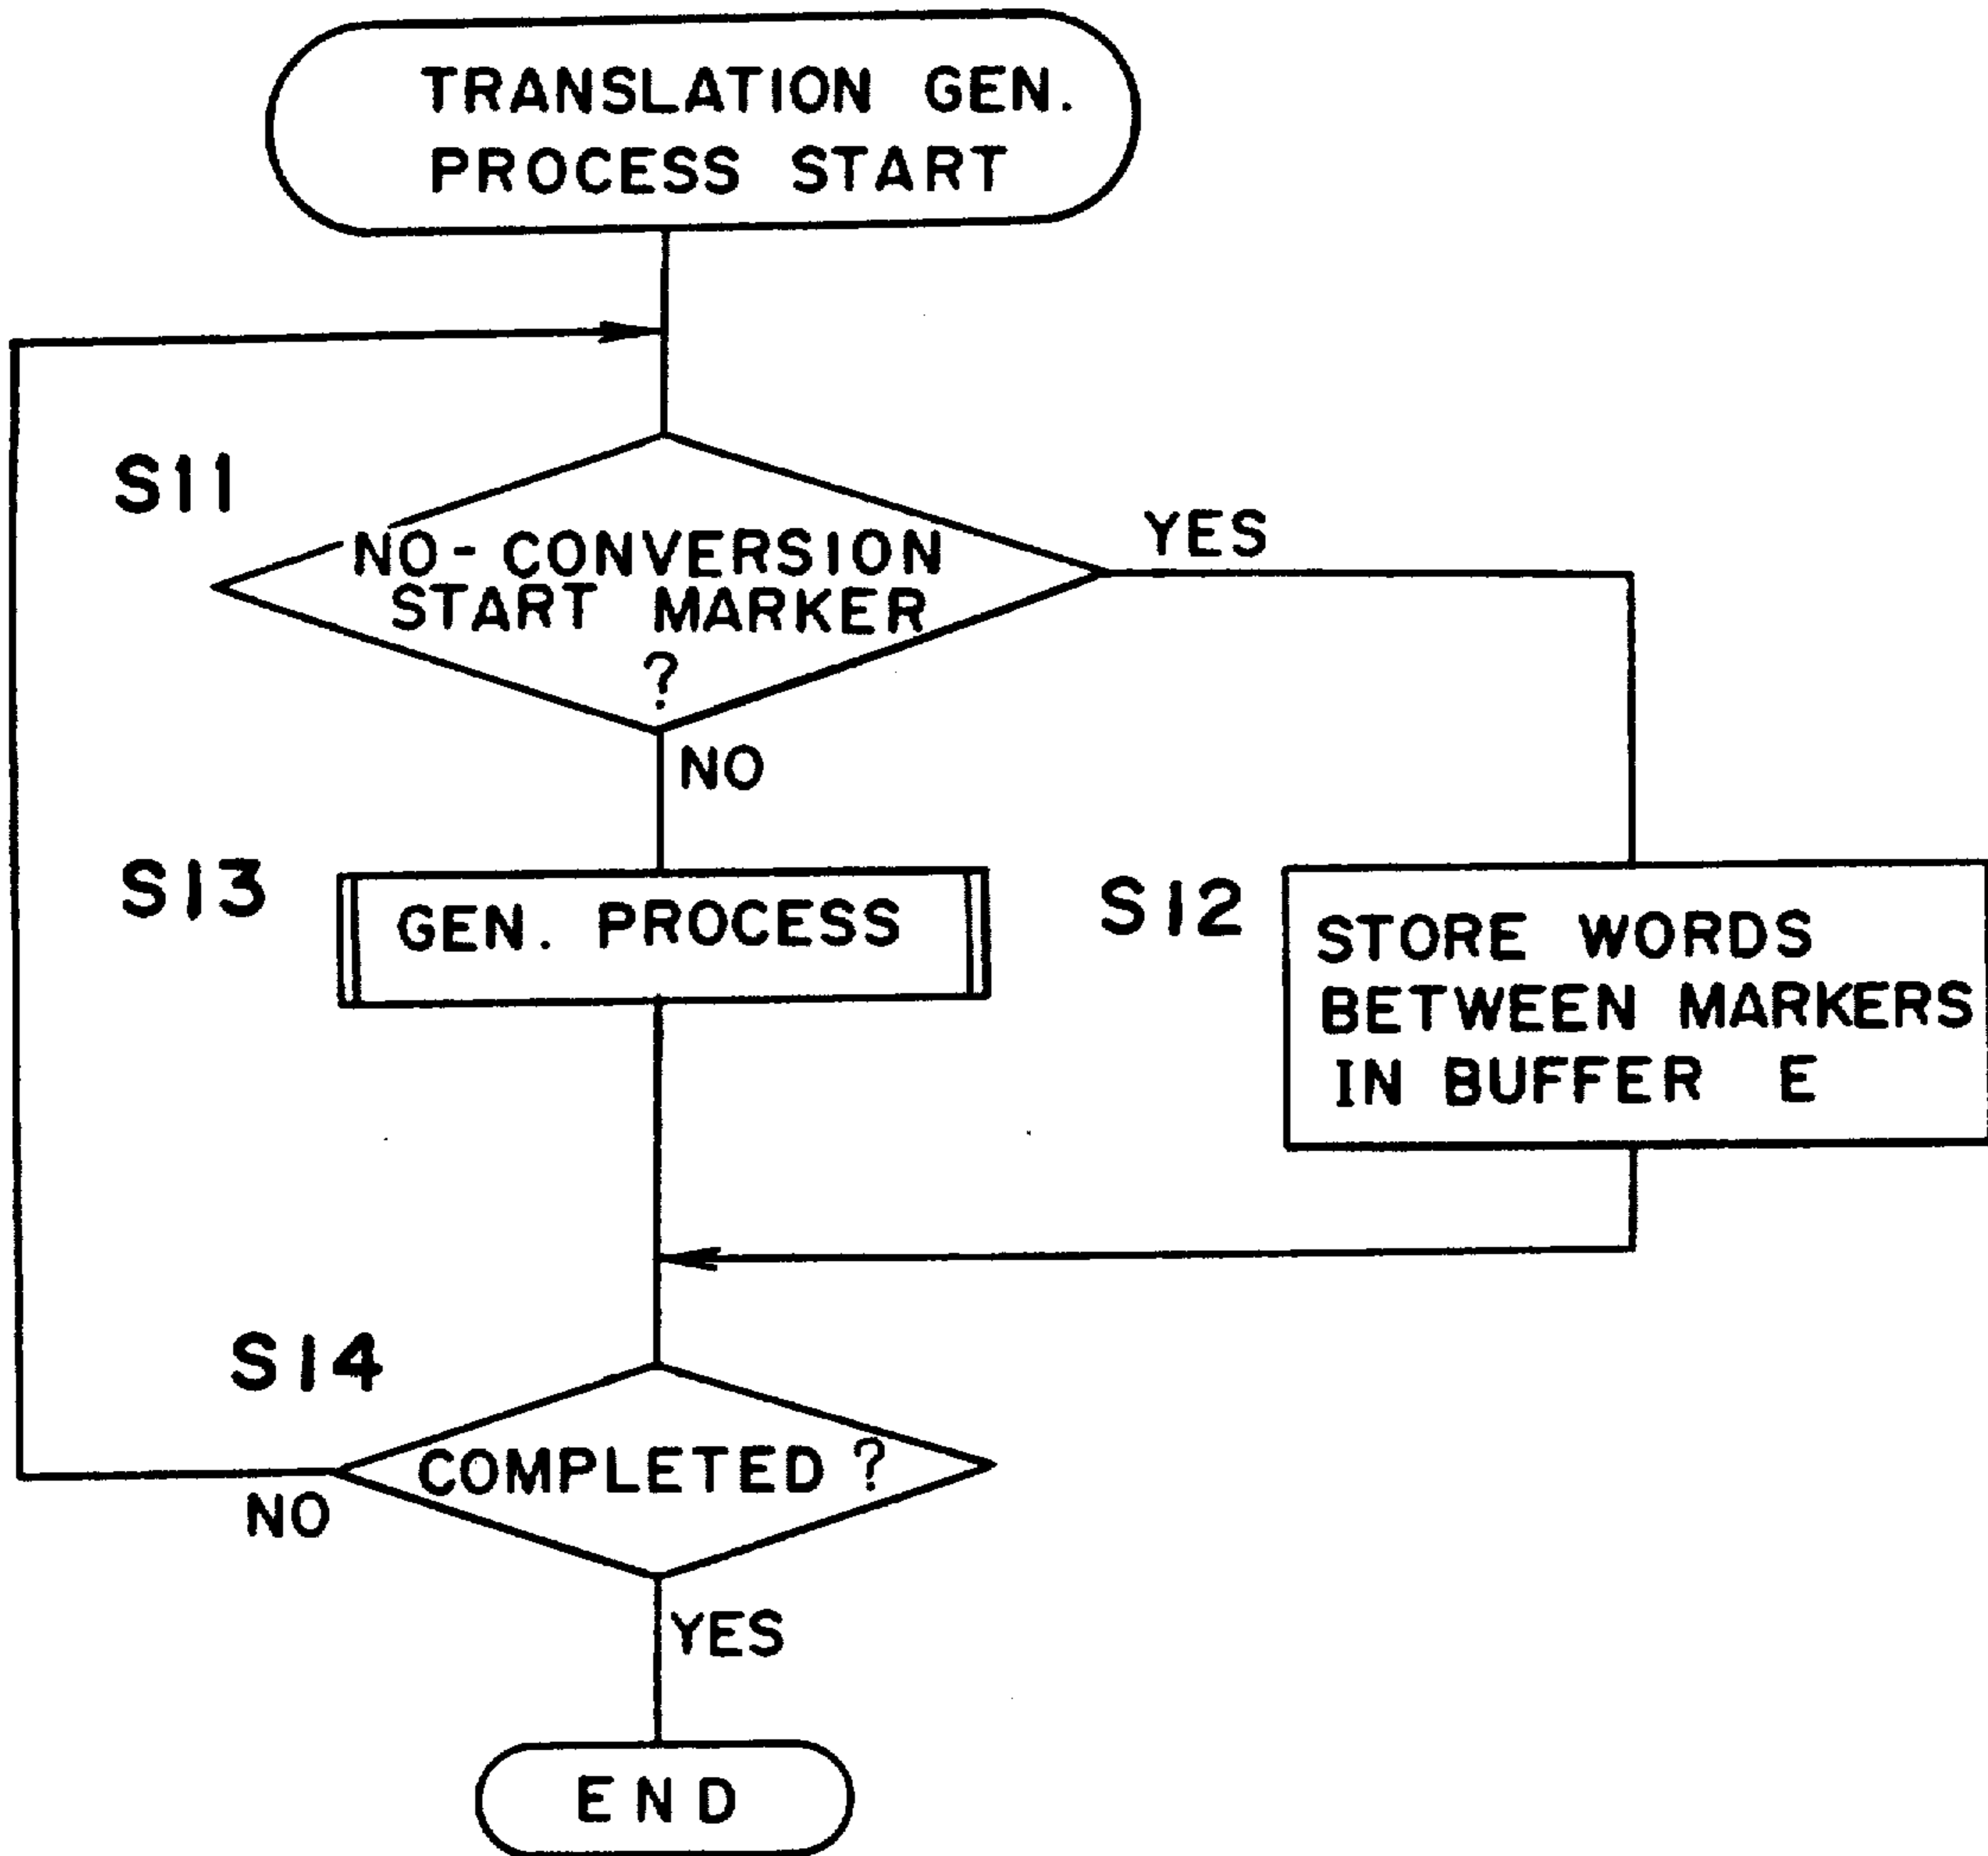 TRANSLATION GEN.
PROCESS START
S11
NO-CONVERSION
START MARKER
?
YES
NO
S13
GEN. PROCESS
S12
STORE WORDS
BETWEEN MARKERS
IN BUFFER E
S14
COMPLETED ?
NO
YES
END